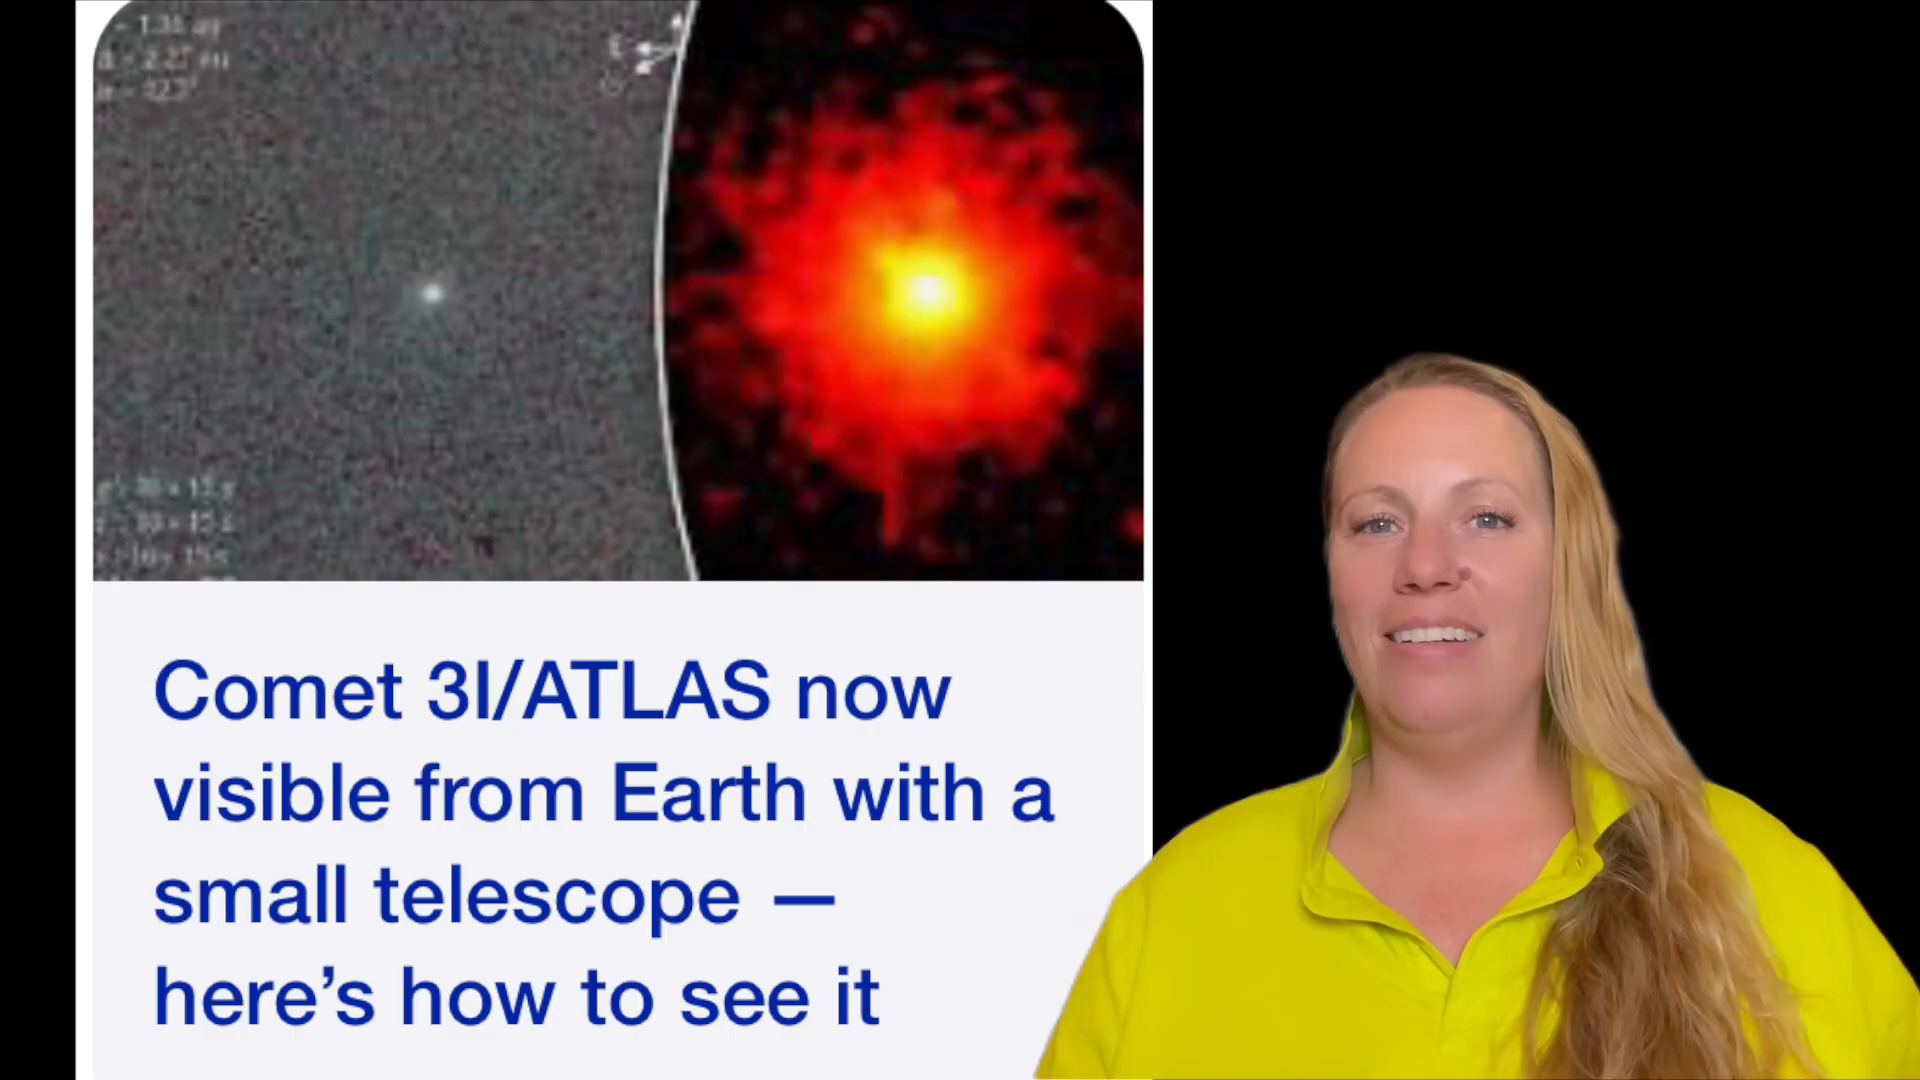 Comet 3I/ATLAS now
visible from Earth with a
small telescope —
here’s how to see it